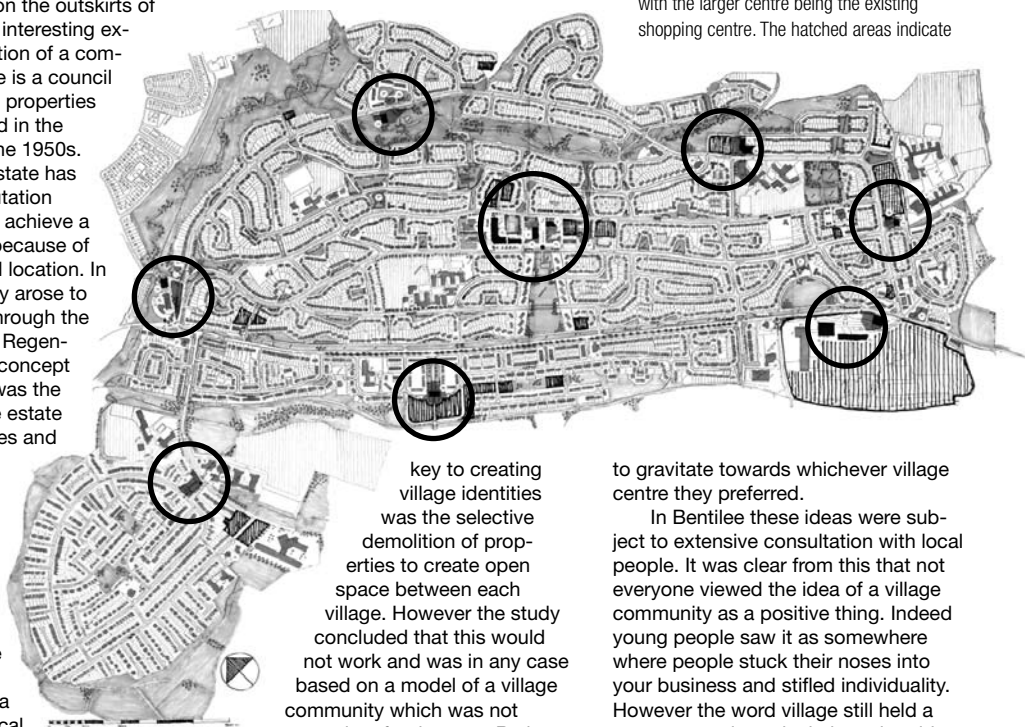 on the outskirts of
interesting ex-
tion of a com-
e is a council
properties
d in the
he 1950s.
state has
utation
achieve a
because of
l location. In
y arose to
hrough the
Regen-
concept
was the
e estate
es and
e
a
cal
key to creating
village identities
was the selective
demolition of prop-
erties to create open
space between each
village. However the study
concluded that this would
not work and was in any case
based on a model of a village
community which was not
with the larger centre being the existing
shopping centre. The hatched areas indicate
to gravitate towards whichever village
centre they preferred.
In Bentilee these ideas were sub-
ject to extensive consultation with local
people. It was clear from this that not
everyone viewed the idea of a village
community as a positive thing. Indeed
young people saw it as somewhere
where people stuck their noses into
your business and stifled individuality.
However the word village still held a